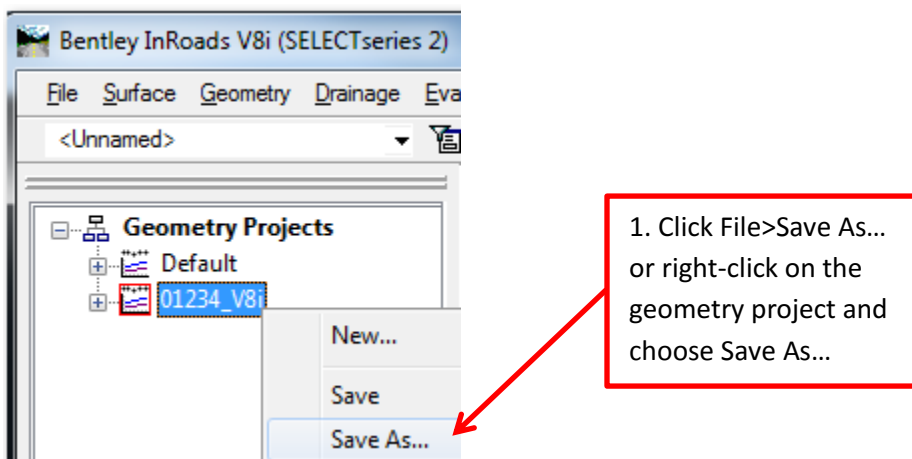 Bentley InRoads V8i (SELECTseries 2)
File Surface Geometry Drainage Eva
<Unnamed>
Geometry Projects
Default
01234_V8i
New...
Save
Save As...
1. Click File>Save As...
or right-click on the
geometry project and
choose Save As...